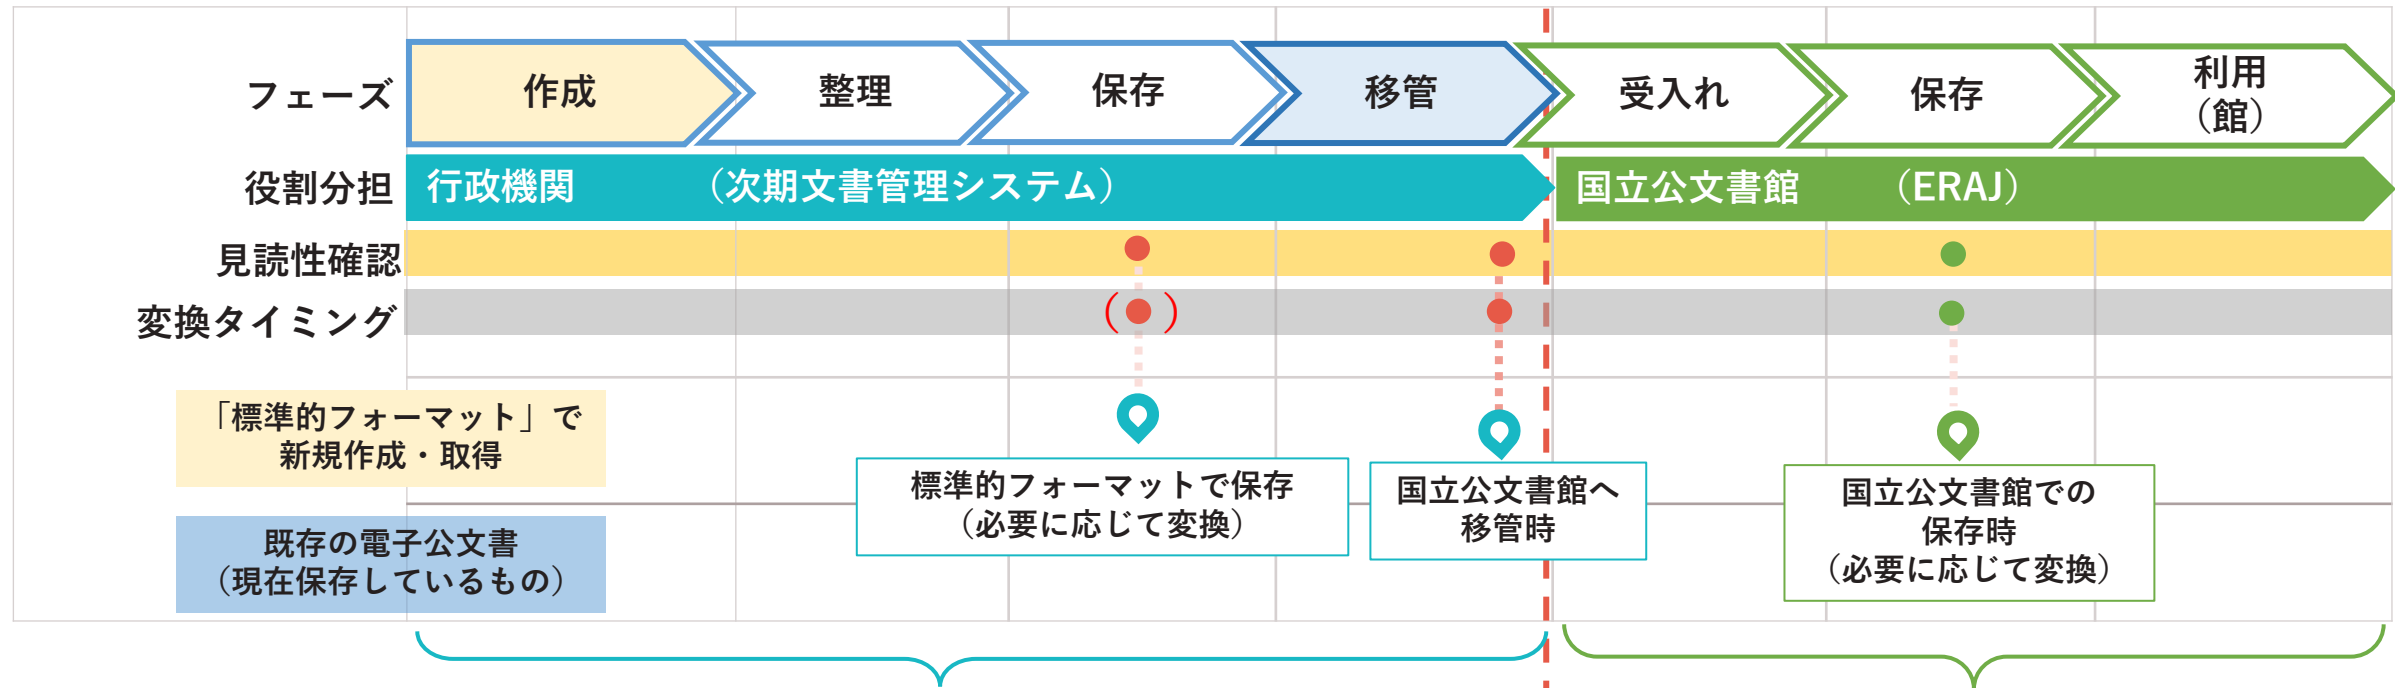 フェーズ
作成
整理
保存
移管
受入れ
保存
利用
（館）
役割分担
行政機関 （次期文書管理システム）
国立公文書館 （ERAJ）
見読性確認
変換タイミング
( )
「標準的フォーマット」で
新規作成・取得
既存の電子公文書
（現在保存しているもの）
標準的フォーマットで保存
（必要に応じて変換）
国立公文書館へ
移管時
国立公文書館での
保存時
（必要に応じて変換）